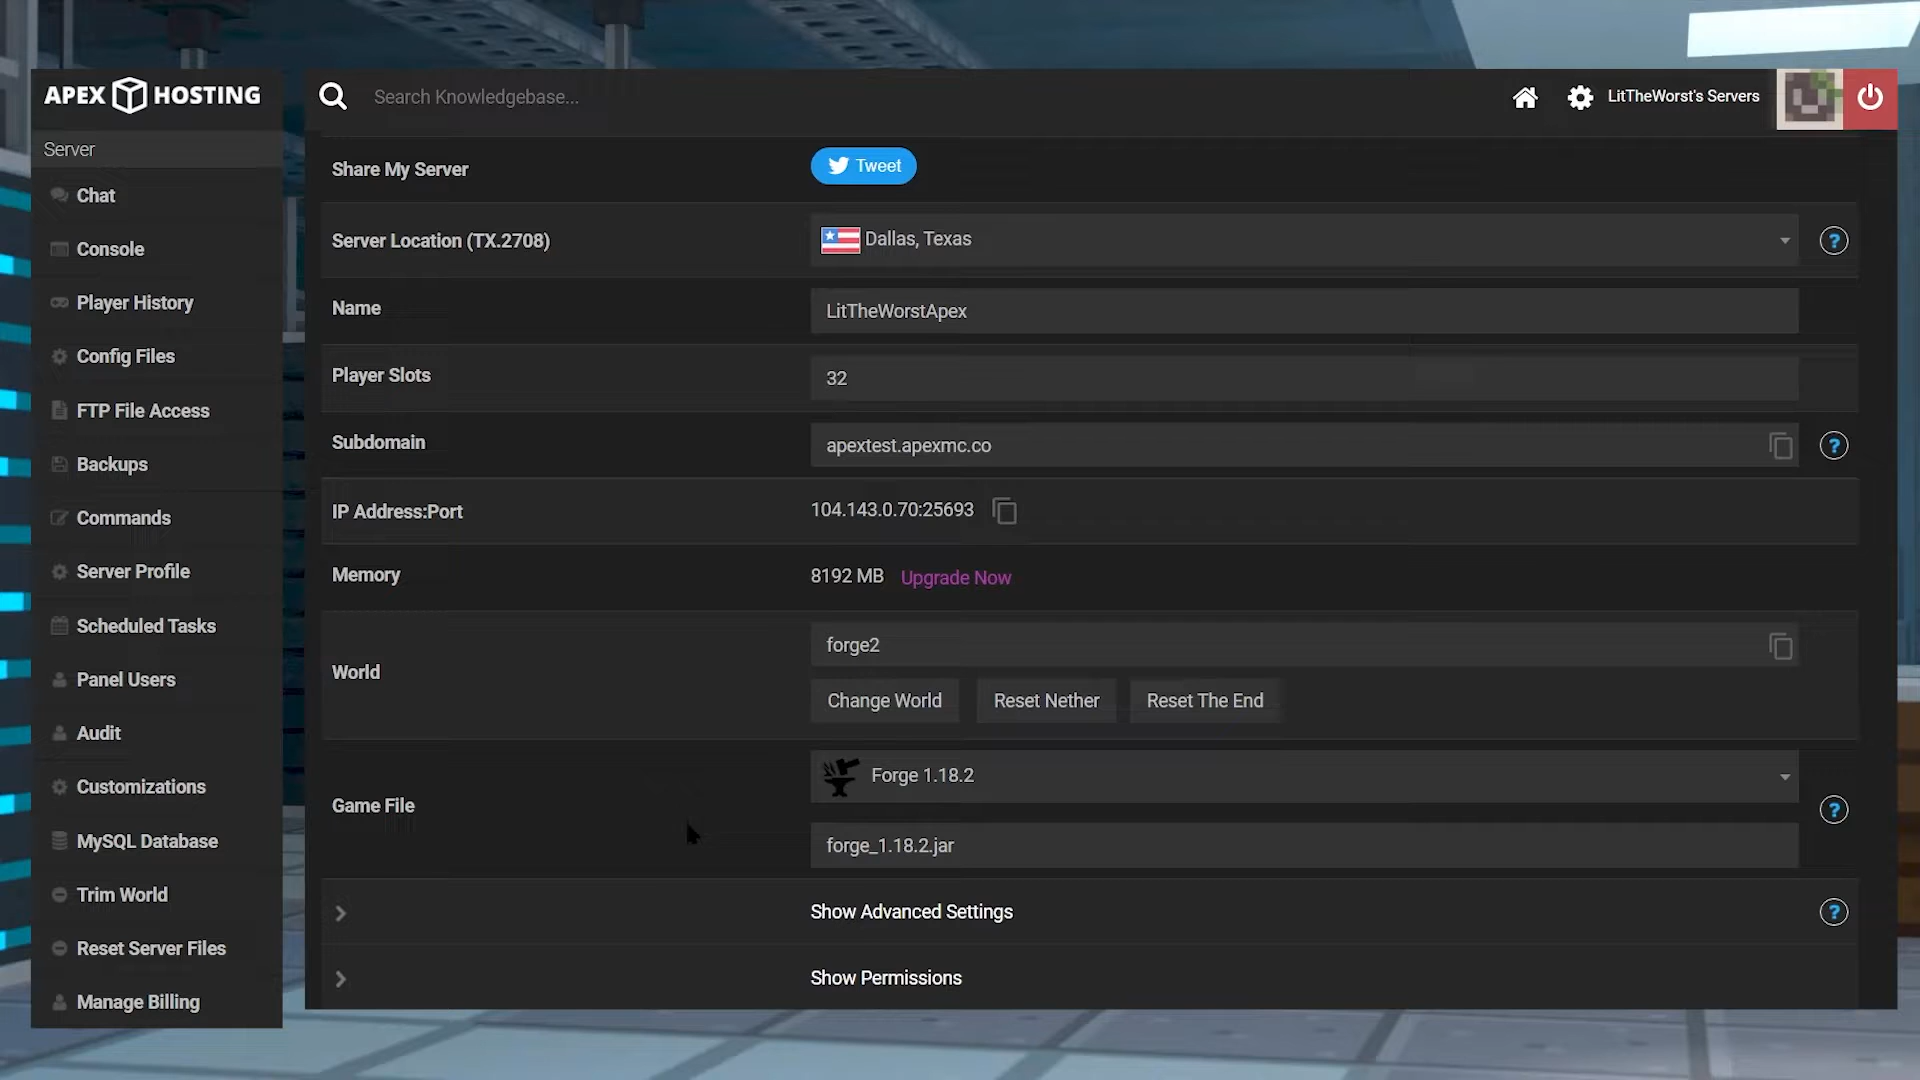 APEX HOSTING
Search Knowledgebase...
LitTheWorst's Servers
Server
Chat
Console
Player History
Config Files
FTP File Access
Backups
Commands
Server Profile
Scheduled Tasks
Panel Users
Audit
Customizations
MySQL Database
Trim World
Reset Server Files
Manage Billing
Share My Server
Tweet
Server Location (TX.2708)
Dallas, Texas
?
Name
LitTheWorstApex
Player Slots
32
Subdomain
apextest.apexmc.co
?
IP Address:Port
104.143.0.70:25693
Memory
8192 MB Upgrade Now
World
forge2
Change World
Reset Nether
Reset The End
Game File
Forge 1.18.2
?
forge_1.18.2.jar
Show Advanced Settings
?
Show Permissions